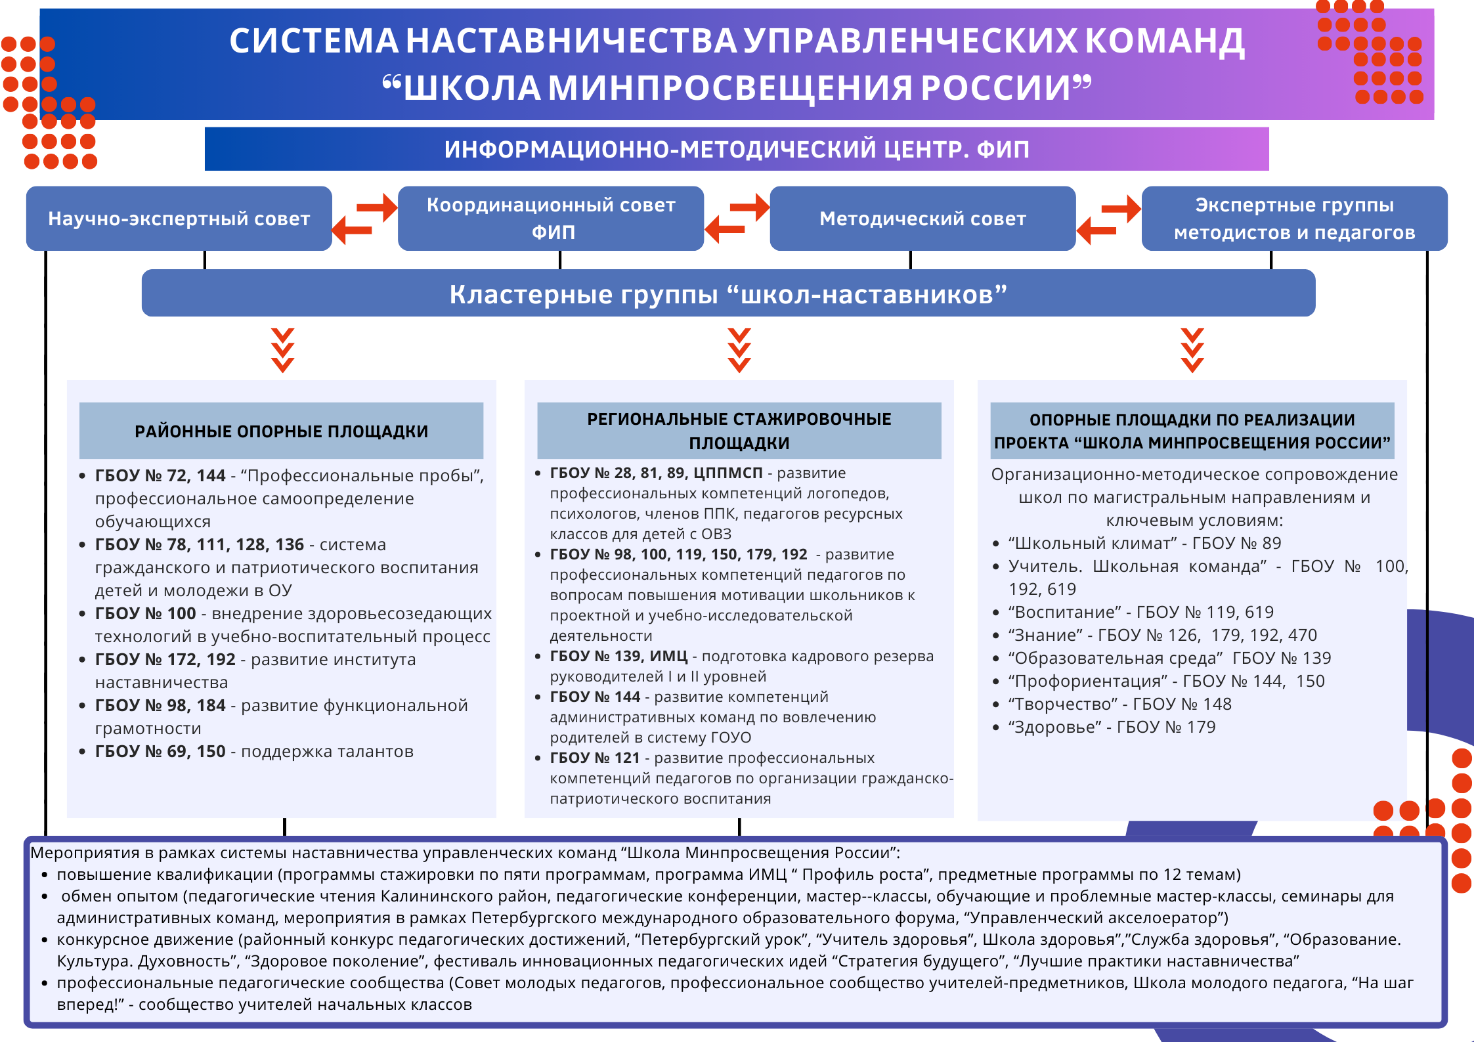 СИСТЕМА НАСТАВНИЧЕСТВА УПРАВЛЕНЧЕСКИХ КОМАНД
“ШКОЛА МИНПРОСВЕЩЕНИЯ РОССИИ”
ИНФОРМАЦИОННО-МЕТОДИЧЕСКИЙ ЦЕНТР. ФИП
Научно-экспертный совет
Координационный совет
ФИП
Методический совет
Экспертные группы
методистов и педагогов
Кластерные группы “школ-наставников”
РАЙОННЫЕ ОПОРНЫЕ ПЛОЩАДКИ
• ГБОУ № 72, 144 - “Профессиональные пробы”,
профессиональное самоопределение
обучающихся
• ГБОУ № 78, 111, 128, 136 - система
гражданского и патриотического воспитания
детей и молодежи в ОУ
• ГБОУ № 100 - внедрение здоровьесозедающих
технологий в учебно-воспитательный процесс
• ГБОУ № 172, 192 - развитие института
наставничества
• ГБОУ № 98, 184 - развитие функциональной
грамотности
• ГБОУ № 69, 150 - поддержка талантов
РЕГИОНАЛЬНЫЕ СТАЖИРОВОЧНЫЕ
ПЛОЩАДКИ
• ГБОУ № 28, 81, 89, ЦППМСП - развитие
профессиональных компетенций логопедов,
психологов, членов ППК, педагогов ресурсных
классов для детей с ОВЗ
• ГБОУ № 98, 100, 119, 150, 179, 192 - развитие
профессиональных компетенций педагогов по
вопросам повышения мотивации школьников к
проектной и учебно-исследовательской
деятельности
• ГБОУ № 139, ИМЦ - подготовка кадрового резерва
руководителей I и II уровней
• ГБОУ № 144 - развитие компетенций
административных команд по вовлечению
родителей в систему ГОУО
• ГБОУ № 121 - развитие профессиональных
компетенций педагогов по организации гражданско-
патриотического воспитания
ОПОРНЫЕ ПЛОЩАДКИ ПО РЕАЛИЗАЦИИ
ПРОЕКТА “ШКОЛА МИНПРОСВЕЩЕНИЯ РОССИИ”
Организационно-методическое сопровождение
школ по магистральным направлениям и
ключевым условиям:
• “Школьный климат” - ГБОУ № 89
• Учитель. Школьная команда” - ГБОУ № 100,
192, 619
• “Воспитание” - ГБОУ № 119, 619
• “Знание” - ГБОУ № 126, 179, 192, 470
• “Образовательная среда” ГБОУ № 139
• “Профориентация” - ГБОУ № 144, 150
• “Творчество” - ГБОУ № 148
• “Здоровье” - ГБОУ № 179
Мероприятия в рамках системы наставничества управленческих команд “Школа Минпросвещения России”:
• повышение квалификации (программы стажировки по пяти программам, программа ИМЦ “ Профиль роста”, предметные программы по 12 темам)
• обмен опытом (педагогические чтения Калининского район, педагогические конференции, мастер--классы, обучающие и проблемные мастер-классы, семинары для
административных команд, мероприятия в рамках Петербургского международного образовательного форума, “Управленческий акселоератор”)
• конкурсное движение (районный конкурс педагогических достижений, “Петербургский урок”, “Учитель здоровья”, Школа здоровья”,”Служба здоровья”, “Образование.
Культура. Духовность”, “Здоровое поколение”, фестиваль инновационных педагогических идей “Стратегия будущего”, “Лучшие практики наставничества”
• профессиональные педагогические сообщества (Совет молодых педагогов, профессиональное сообщество учителей-предметников, Школа молодого педагога, “На шаг
вперед!” - сообщество учителей начальных классов